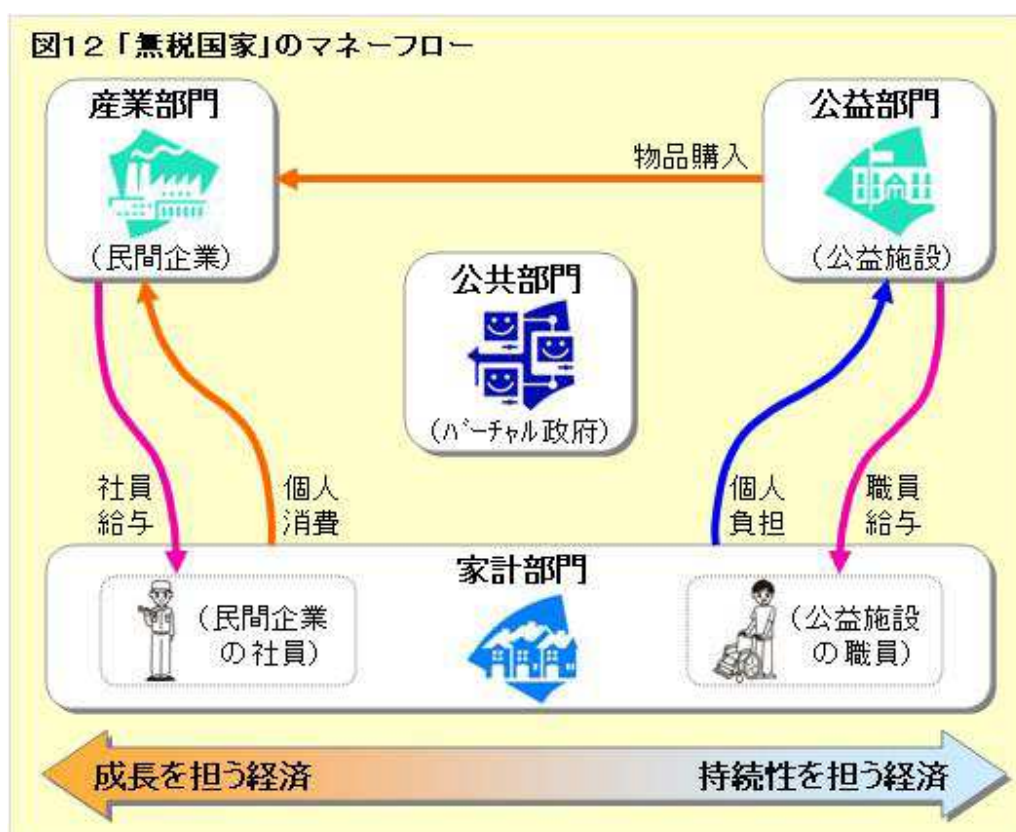 図12「無税国家」のマネーフロー
産業部門
(民間企業)
公益部門
(公益施設)
物品購入
公共部門
(ﾊﾞｰﾁｬﾙ政府)
社員
給与
個人
消費
個人
負担
職員
給与
家計部門
(民間企業
の社員)
(公益施設
の職員)
成長を担う経済
持続性を担う経済